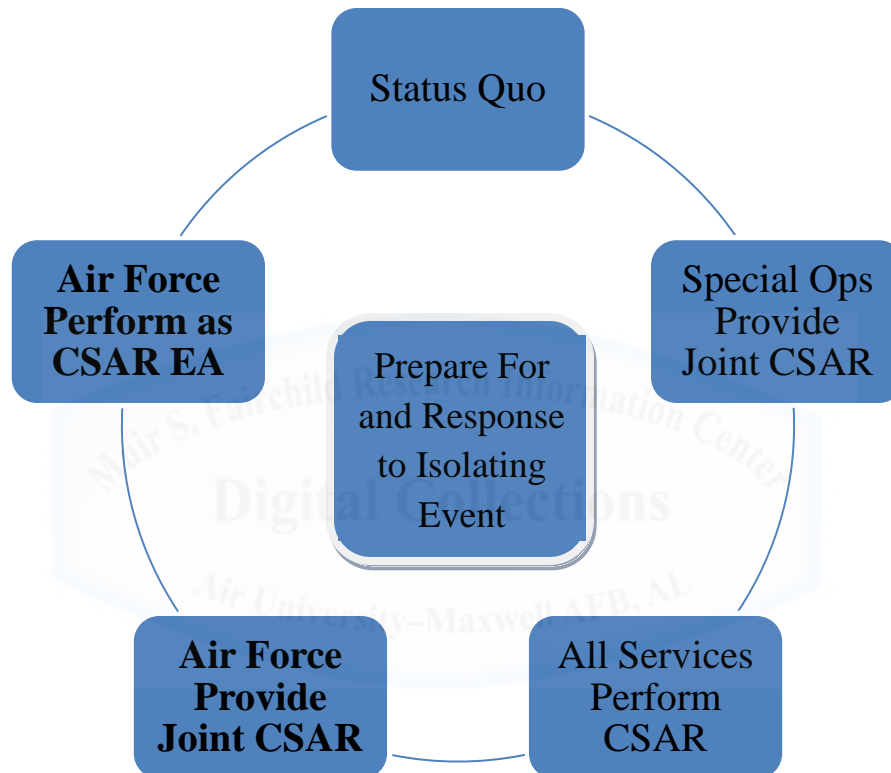 Status Quo
Air Force
Perform as
CSAR EA
Special Ops
Provide
Joint CSAR
Prepare For
and Response
to Isolating
Event
Muir S. Fairchild Research Information Center
Digital Collections
Air University–Maxwell AFB, AL
Air Force
Provide
Joint CSAR
All Services
Perform
CSAR